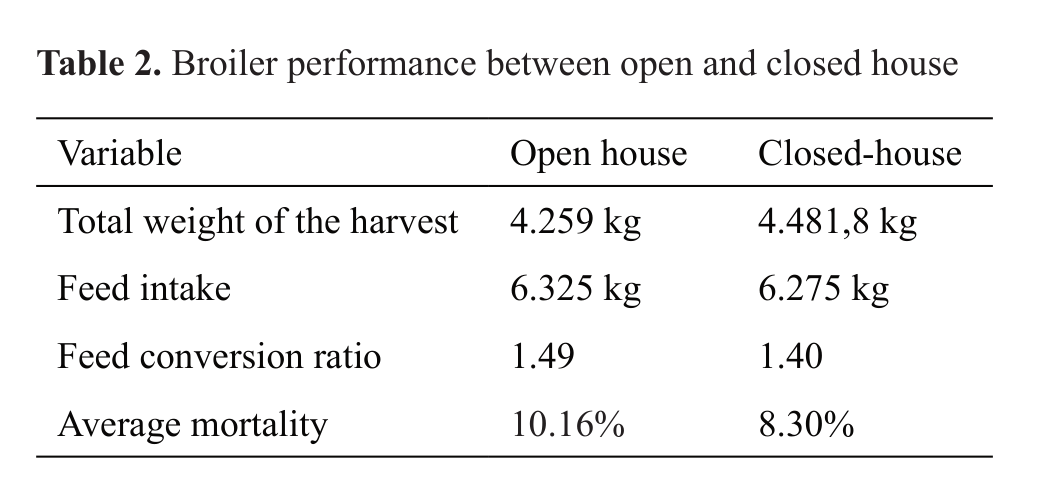 Table 2. Broiler performance between open and closed house
Variable Open house Closed-house
Total weight of the harvest 4.259 kg 4.481,8 kg
Feed intake 6.325 kg 6.275 kg
Feed conversion ratio 1.49 1.40
Average mortality 10.16% 8.30%